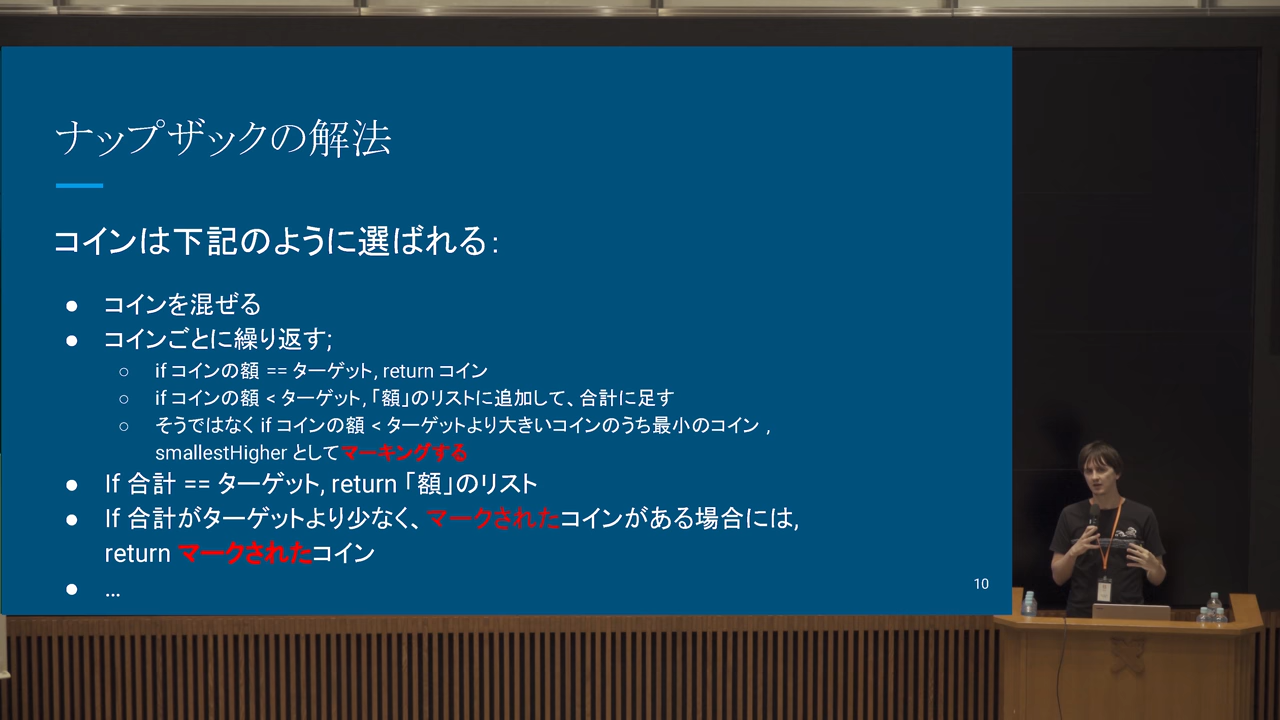 ナップザックの解法
コインは下記のように選ばれる：
● コインを混ぜる
● コインごとに繰り返す;
○ if コインの額 == ターゲット, return コイン
○ if コインの額 < ターゲット,「額」のリストに追加して、合計に足す
○ そうではなく if コインの額 < ターゲットより大きいコインのうち最小のコイン ,
smallestHigher としてマーキングする
● If 合計 == ターゲット, return 「額」のリスト
● If 合計がターゲットより少なく、マークされたコインがある場合には,
return マークされたコイン
● ...
10